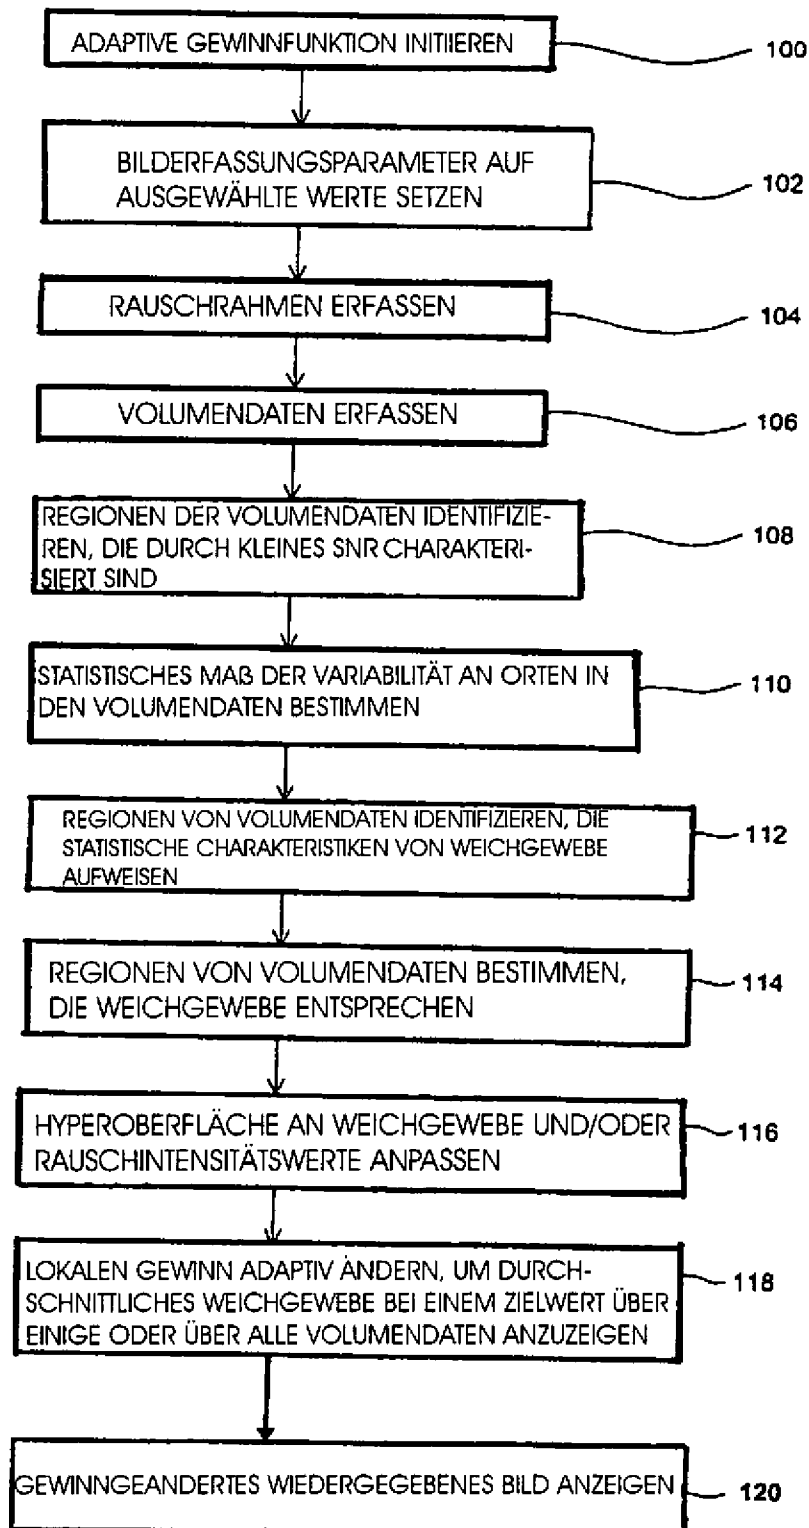 ADAPTIVE GEWINNFUNKTION INITIIEREN
100
BILDERFASSUNGSPARAMETER AUF
AUSGEWÄHLTE WERTE SETZEN
102
RAUSCHRAHMEN ERFASSEN
104
VOLUMENDATEN ERFASSEN
106
REGIONEN DER VOLUMENDATEN IDENTIFIZIE-
REN, DIE DURCH KLEINES SNR CHARAKTERI-
SIERT SIND
108
STATISTISCHES MAß DER VARIABILITÄT AN ORTEN IN
DEN VOLUMENDATEN BESTIMMEN
110
REGIONEN VON VOLUMENDATEN IDENTIFIZIEREN, DIE
STATISTISCHE CHARAKTERISTIKEN VON WEICHGEWEBE
AUFWEISEN
112
REGIONEN VON VOLUMENDATEN BESTIMMEN,
DIE WEICHGEWEBE ENTSPRECHEN
114
HYPEROBERFLÄCHE AN WEICHGEWEBE UND/ODER
RAUSCHINTENSITÄTSWERTE ANPASSEN
116
LOKALEN GEWINN ADAPTIV ÄNDERN, UM DURCH-
SCHNITTLICHES WEICHGEWEBE BEI EINEM ZIELWERT ÜBER
EINIGE ODER ÜBER ALLE VOLUMENDATEN ANZUZEIGEN
118
GEWINNGEANDERTES WIEDERGEGEBENES BILD ANZEIGEN
120